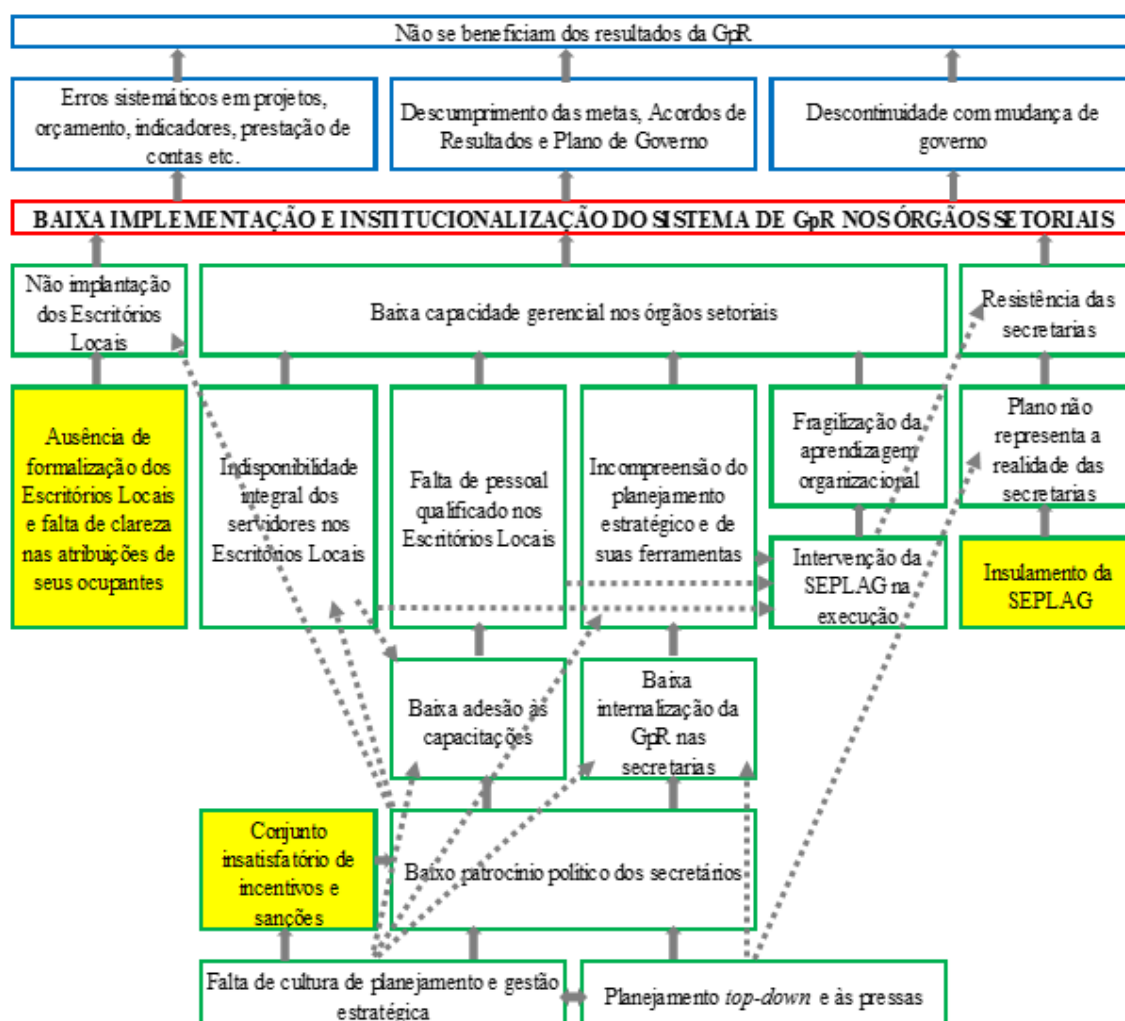 Não se beneficiam dos resultados da GpR
Erros sistemáticos em projetos,
orçamento, indicadores, prestação de
contas etc.
Descumprimento das metas, Acordos de
Resultados e Plano de Governo
Descontinuidade com mudança de
governo
BAIXA IMPLEMENTAÇÃO E INSTITUCIONALIZAÇÃO DO SISTEMA DE GpR NOS ÓRGÃOS SETORIAIS
Não implantação
dos Escritórios
Locais
Baixa capacidade gerencial nos órgãos setoriais
Resistência das
secretarias
Ausência de
formalização dos
Escritórios Locais
e falta de clareza
nas atribuições de
seus ocupantes
Indisponibilidade
integral dos
servidores nos
Escritórios Locais
Falta de pessoal
qualificado nos
Escritórios Locais
Incompreensão do
planejamento
estratégico e de
suas ferramentas
Fragilização da
aprendizagem
organizacional
Plano não
representa a
realidade das
secretarias
Intervenção da
SEPLAG na
execução
Insulamento da
SEPLAG
Baixa adesão às
capacitações
Baixa
internalização da
GpR nas
secretarias
Conjunto
insatisfatório de
incentivos e
sanções
Baixo patrocínio político dos secretários
Falta de cultura de planejamento e gestão
estratégica
Planejamento top-down e às pressas